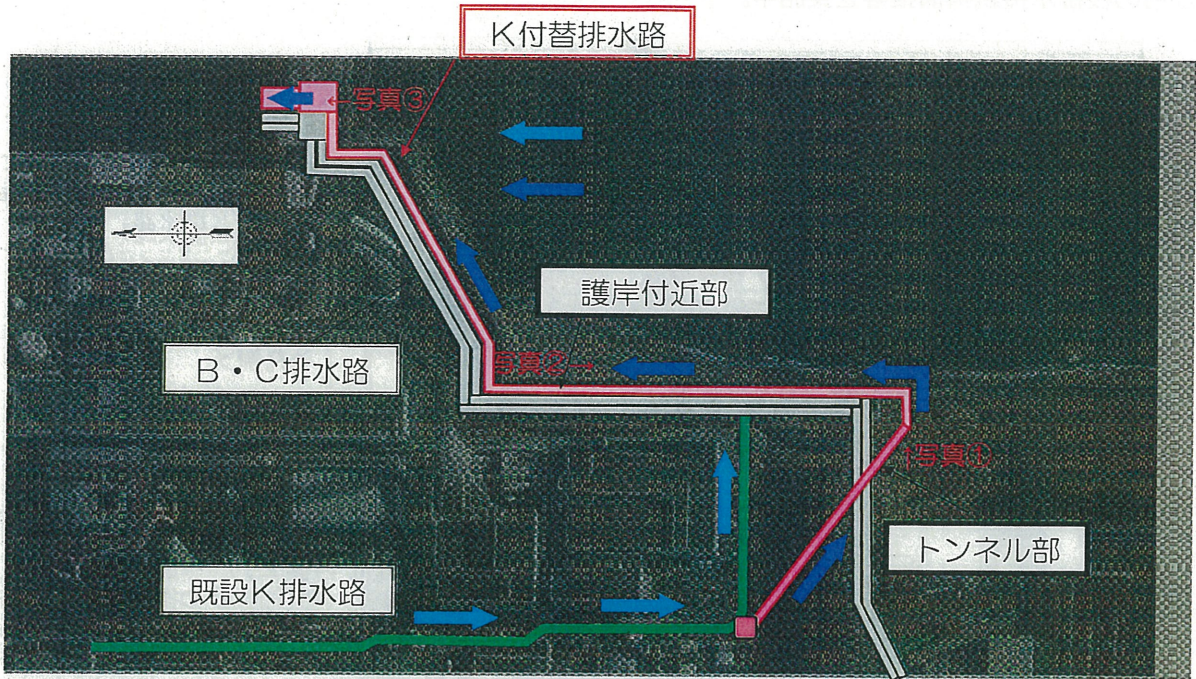 K付替排水路
←写真③
護岸付近部
B・C排水路
写真②→
↑写真①
トンネル部
既設K排水路